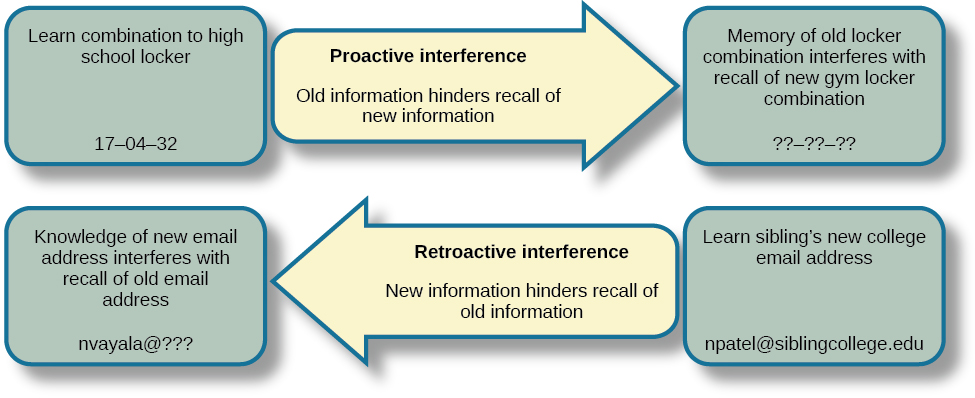 Learn combination to high
school locker
17–04–32
Proactive interference
Old information hinders recall of
new information
Memory of old locker
combination interferes with
recall of new gym locker
combination
??–??–??
Knowledge of new email
address interferes with
recall of old email
address
nvayala@???
Retroactive interference
New information hinders recall of
old information
Learn sibling’s new college
email address
npatel@siblingcollege.edu